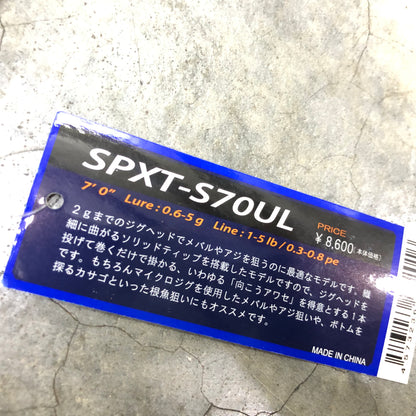 SPXT-S70UL
7' 0" Lure : 0.6-5 g Line : 1-5 lb / 0.3-0.8 pe
PRICE
¥ 8,600 (本体価格)
2gまでのジグヘッドでメバルやアジを狙うのに最適なモデルです。繊
細に曲がるソリッドティップを搭載したモデルですので、ジグヘッドを
投げて巻くだけで掛かる、いわゆる「向こうアワセ」を得意とする1本
です。もちろんマイクロジグを使用したメバルやアジ狙いや、ボトムを
探るカサゴといった根魚狙いにもオススメです。
MADE IN CHINA